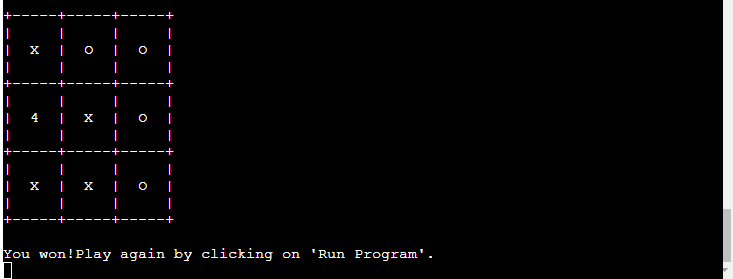 +-----+-----+-----+
|     |     |     |
|  X  |  O  |  O  |
|     |     |     |
+-----+-----+-----+
|     |     |     |
|  4  |  X  |  O  |
|     |     |     |
+-----+-----+-----+
|     |     |     |
|  X  |  X  |  O  |
|     |     |     |
+-----+-----+-----+
You won!Play again by clicking on 'Run Program'.